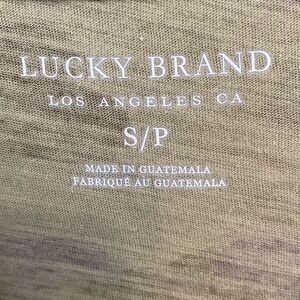 LUCKY BRAND
LOS ANGELES CA
S/P
MADE IN GUATEMALA
FABRIQUÉ AU GUATEMALA